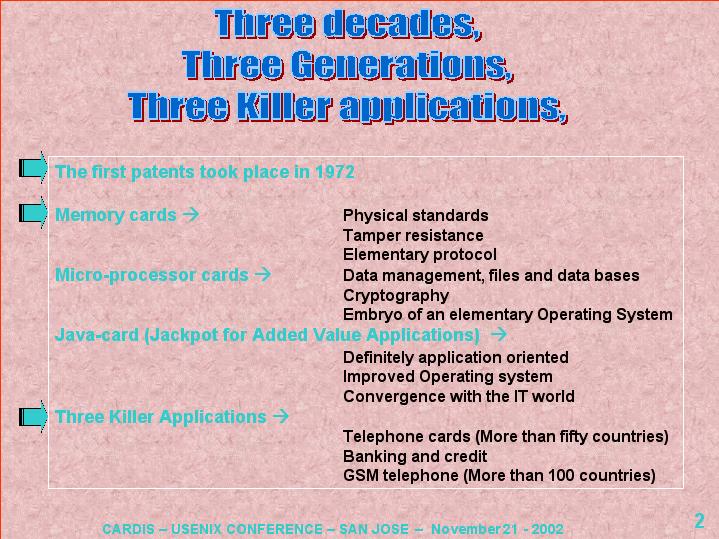 Three decades,
Three Generations,
Three Killer applications,
The first patents took place in 1972
Memory cards → Physical standards
Tamper resistance
Elementary protocol
Micro-processor cards → Data management, files and data bases
Cryptography
Embryo of an elementary Operating System
Java-card (Jackpot for Added Value Applications) →
Definitely application oriented
Improved Operating system
Convergence with the IT world
Three Killer Applications →
Telephone cards (More than fifty countries)
Banking and credit
GSM telephone (More than 100 countries)
CARDIS – USENIX CONFERENCE – SAN JOSE – November 21 - 2002
2